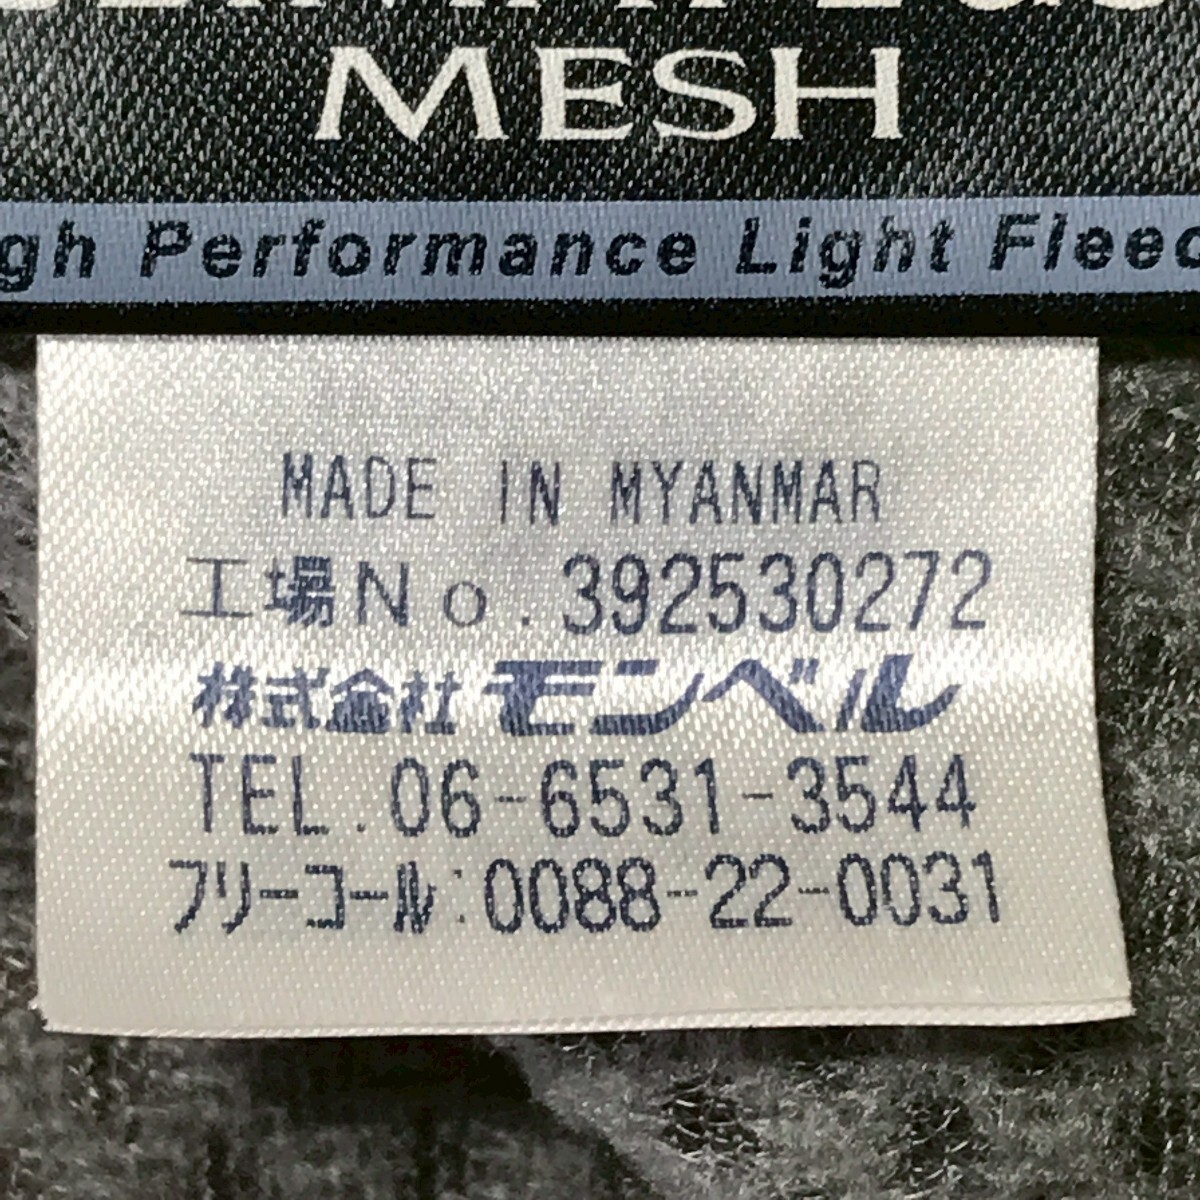 MESH
Performance Light
MADE IN MYANMAR
工場No.392530272
株式会社モンベル
TEL.06-6531-3544
フリーコール:0088-22-0031